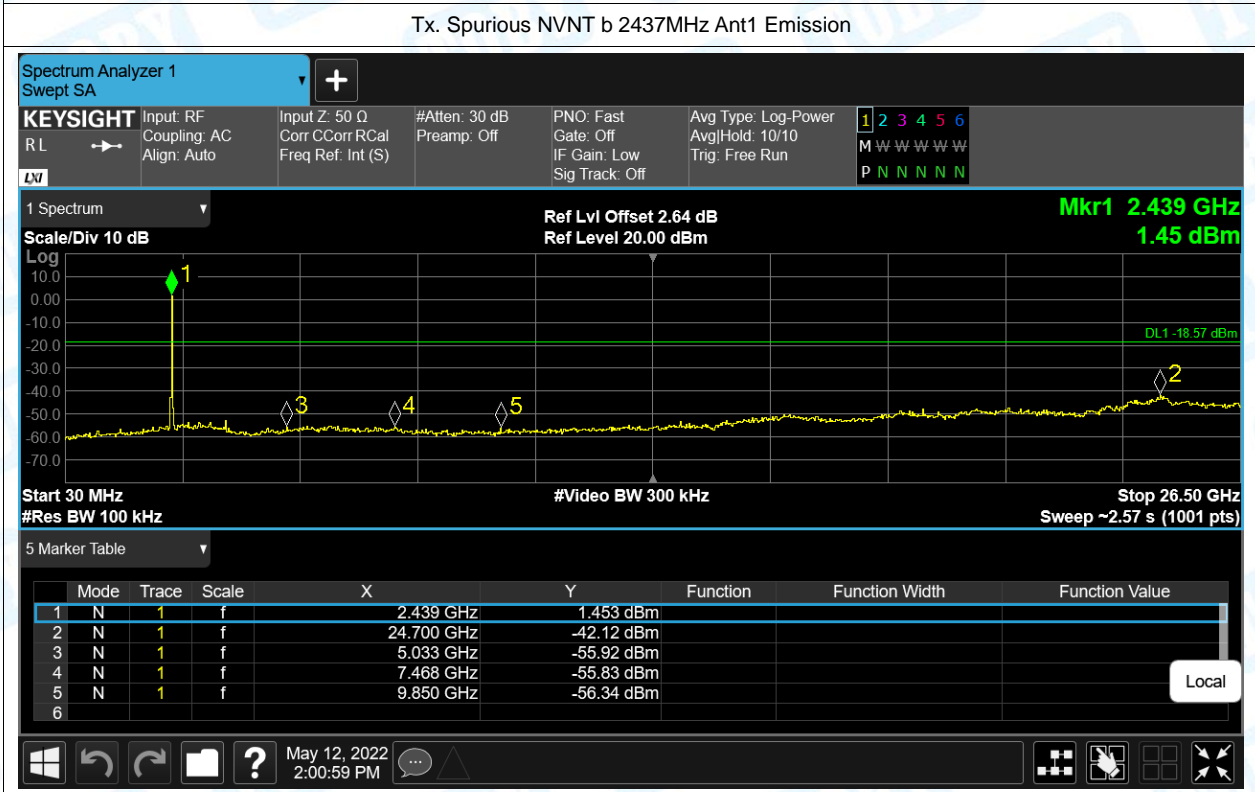 Tx. Spurious NVNT b 2437MHz Ant1 Emission
Spectrum Analyzer 1
Swept SA
+
KEYSIGHT Input: RF Input Z: 50 Ω #Atten: 30 dB PNO: Fast Avg Type: Log-Power 1 2 3 4 5 6
RL Coupling: AC Corr CCorr RCal Preamp: Off Gate: Off Avg|Hold: 10/10 M W W W W W
Align: Auto Freq Ref: Int (S) IF Gain: Low Trig: Free Run
LXI Sig Track: Off P N N N N N
1 Spectrum Ref Lvl Offset 2.64 dB Mkr1 2.439 GHz
Scale/Div 10 dB Ref Level 20.00 dBm 1.45 dBm
Log
10.0 1
0.00
-10.0
DL1 -18.57 dBm
-20.0
-30.0
2
-40.0
3 4 5
-50.0
-60.0
-70.0
Start 30 MHz #Video BW 300 kHz Stop 26.50 GHz
#Res BW 100 kHz Sweep ~2.57 s (1001 pts)
5 Marker Table
Mode Trace Scale X Y Function Function Width Function Value
1 N 1 f 2.439 GHz 1.453 dBm
2 N 1 f 24.700 GHz -42.12 dBm
3 N 1 f 5.033 GHz -55.92 dBm
4 N 1 f 7.468 GHz -55.83 dBm
5 N 1 f 9.850 GHz -56.34 dBm
6
Local
? May 12, 2022
2:00:59 PM